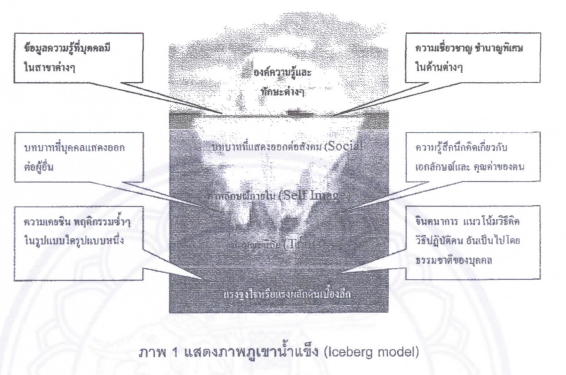 ข้อมูลความรู้ที่บุคคลมี
ในสาขาต่างๆ
ความเชี่ยวชาญ ชำนาญพิเศษ
ในด้านต่างๆ
องค์ความรู้และ
ทักษะต่างๆ
บทบาทที่บุคคลแสดงออก
ต่อผู้อื่น
บทบาทที่แสดงออกต่อสังคม (Social
ความรู้สึกนึกคิดเกี่ยวกับ
เอกลักษณ์และ คุณค่าของตน
ภาพลักษณ์ภายใน (Self Image)
ความเคยชิน พฤติกรรมซ้ำๆ
ในรูปแบบใดรูปแบบหนึ่ง
จินตนาการ แนวโน้มวิธีคิด
วิธีปฏิบัติตน อันเป็นไปโดย
ธรรมชาติของบุคคล
แรงจูงใจหรือแรงผลักดันเบื้องลึก
ภาพ 1 แสดงภาพภูเขาน้ำแข็ง (Iceberg model)